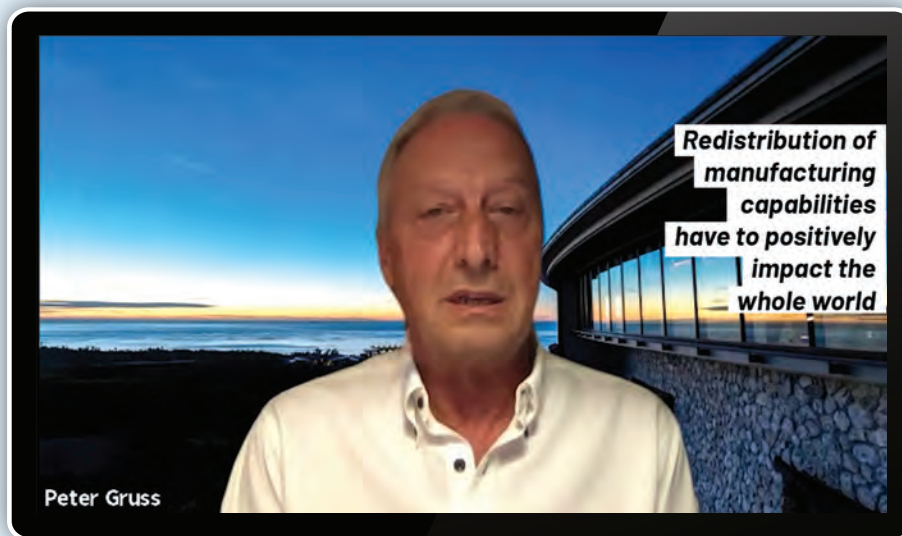 Redistribution of
manufacturing
capabilities
have to positively
impact the
whole world
Peter Gruss